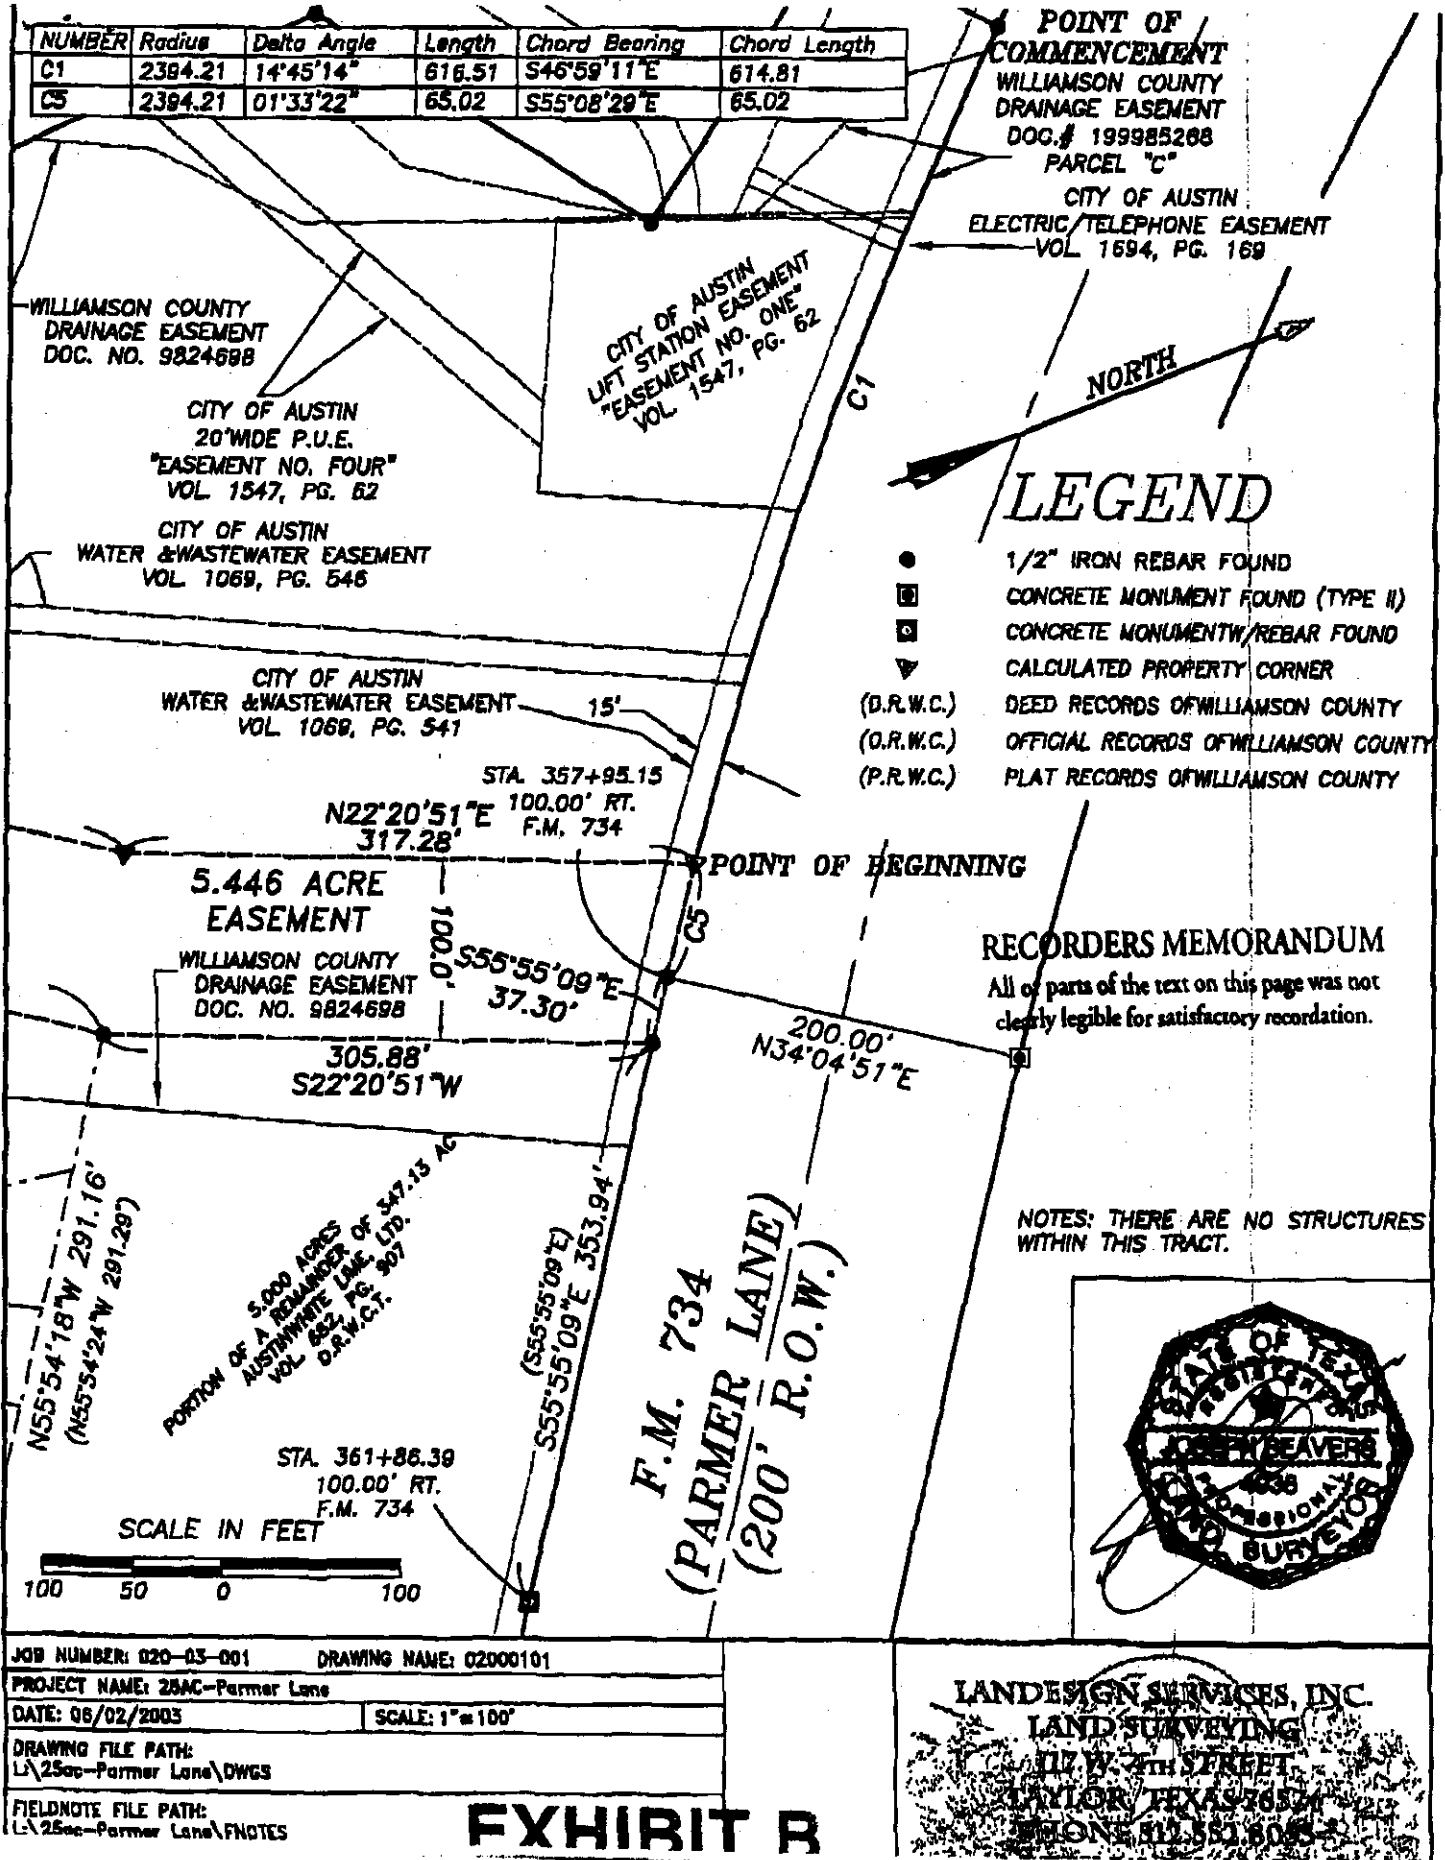 NUMBER Radius Delta Angle Length Chord Bearing Chord Length
C1 2394.21 14°45'14" 616.51 S46°59'11"E 614.81
C5 2394.21 01°33'22" 65.02 S55°08'29"E 65.02
POINT OF
COMMENCEMENT
WILLIAMSON COUNTY
DRAINAGE EASEMENT
DOC.# 199985268
PARCEL "C"
CITY OF AUSTIN
ELECTRIC/TELEPHONE EASEMENT
VOL 1694, PG. 169
WILLIAMSON COUNTY
DRAINAGE EASEMENT
DOC. NO. 9824698
CITY OF AUSTIN
LIFT STATION EASEMENT
"EASEMENT NO. ONE"
VOL. 1547, PG. 62
C1
NORTH
CITY OF AUSTIN
20'WIDE P.U.E.
"EASEMENT NO. FOUR"
VOL 1547, PG. 62
CITY OF AUSTIN
WATER &WASTEWATER EASEMENT
VOL 1069, PG. 546
LEGEND
1/2" IRON REBAR FOUND
CONCRETE MONUMENT FOUND (TYPE II)
CONCRETE MONUMENTW/REBAR FOUND
CALCULATED PROPERTY CORNER
(D.R.W.C.) DEED RECORDS OFWILLIAMSON COUNTY
(O.R.W.C.) OFFICIAL RECORDS OFWILLIAMSON COUNTY
(P.R.W.C.) PLAT RECORDS OFWILLIAMSON COUNTY
CITY OF AUSTIN
WATER &WASTEWATER EASEMENT
VOL 1069, PG. 541
15'
STA. 357+95.15
100.00' RT.
F.M. 734
N22°20'51"E
317.28'
POINT OF BEGINNING
5.446 ACRE
EASEMENT
100.0'
C5
WILLIAMSON COUNTY
DRAINAGE EASEMENT
DOC. NO. 9824698
S55°55'09"E
37.30'
RECORDERS MEMORANDUM
All of parts of the text on this page was not
clearly legible for satisfactory recordation.
200.00'
N34°04'51"E
305.88'
S22°20'51"W
N55°54'18"W 291.16'
(N55°54'24"W 291.29')
5.000 ACRES
PORTION OF A REMAINDER OF 347.13 AC
AUSTINWHITE LIME, LTD.
VOL. 682, PG. 907
D.R.W.C.T.
(S55°55'09"E)
S55°55'09"E 353.94'
F.M. 734
(PARMER LANE)
(200' R.O.W.)
NOTES: THERE ARE NO STRUCTURES
WITHIN THIS TRACT.
STATE OF TEXAS
REGISTERED
JOSEPH BEAVERS
4938
PROFESSIONAL
LAND SURVEYOR
STA. 361+86.39
100.00' RT.
F.M. 734
SCALE IN FEET
100 50 0 100
JOB NUMBER: 020-03-001 DRAWING NAME: 02000101
PROJECT NAME: 25AC-Parmer Lane
DATE: 06/02/2003 SCALE: 1"=100'
DRAWING FILE PATH:
L:\25ac-Parmer Lane\DWGS
FIELDNOTE FILE PATH:
L:\25ac-Parmer Lane\FNOTES
EXHIBIT B
LANDESIGN SERVICES, INC.
LAND SURVEYING
117 W. 4TH STREET
TAYLOR, TEXAS 76574
PHONE